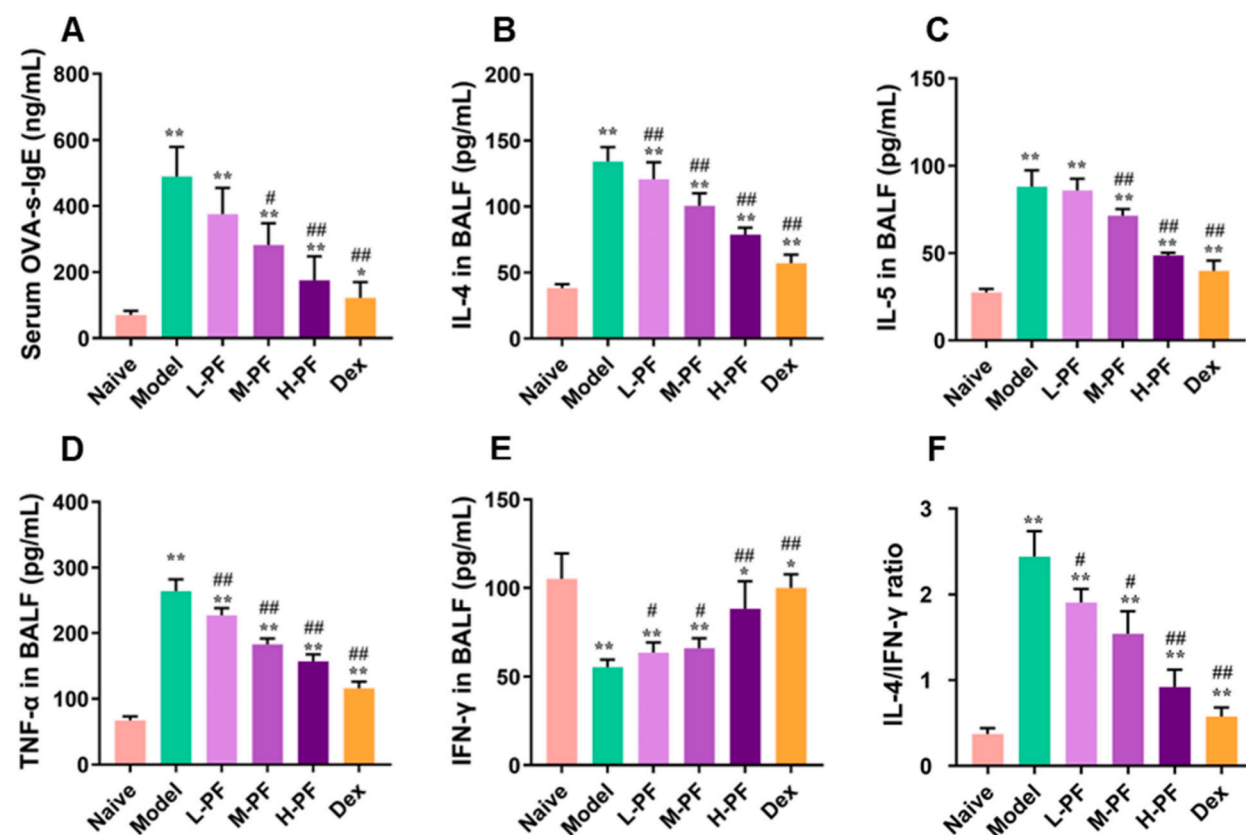 A
Serum OVA-s-IgE (ng/mL)
800
600
400
200
0
**
**
#
**
##
**
##
*
Naive
Model
L-PF
M-PF
H-PF
Dex
B
IL-4 in BALF (pg/mL)
200
150
100
50
0
**
##
**
##
**
##
**
##
**
Naive
Model
L-PF
M-PF
H-PF
Dex
C
IL-5 in BALF (pg/mL)
150
100
50
0
**
**
##
**
##
**
##
**
Naive
Model
L-PF
M-PF
H-PF
Dex
D
TNF-α in BALF (pg/mL)
400
300
200
100
0
**
##
**
##
**
##
**
##
**
Naive
Model
L-PF
M-PF
H-PF
Dex
E
IFN-γ in BALF (pg/mL)
150
100
50
0
**
#
**
#
**
##
*
##
*
Naive
Model
L-PF
M-PF
H-PF
Dex
F
IL-4/IFN-γ ratio
3
2
1
0
**
#
**
#
**
##
**
##
**
Naive
Model
L-PF
M-PF
H-PF
Dex